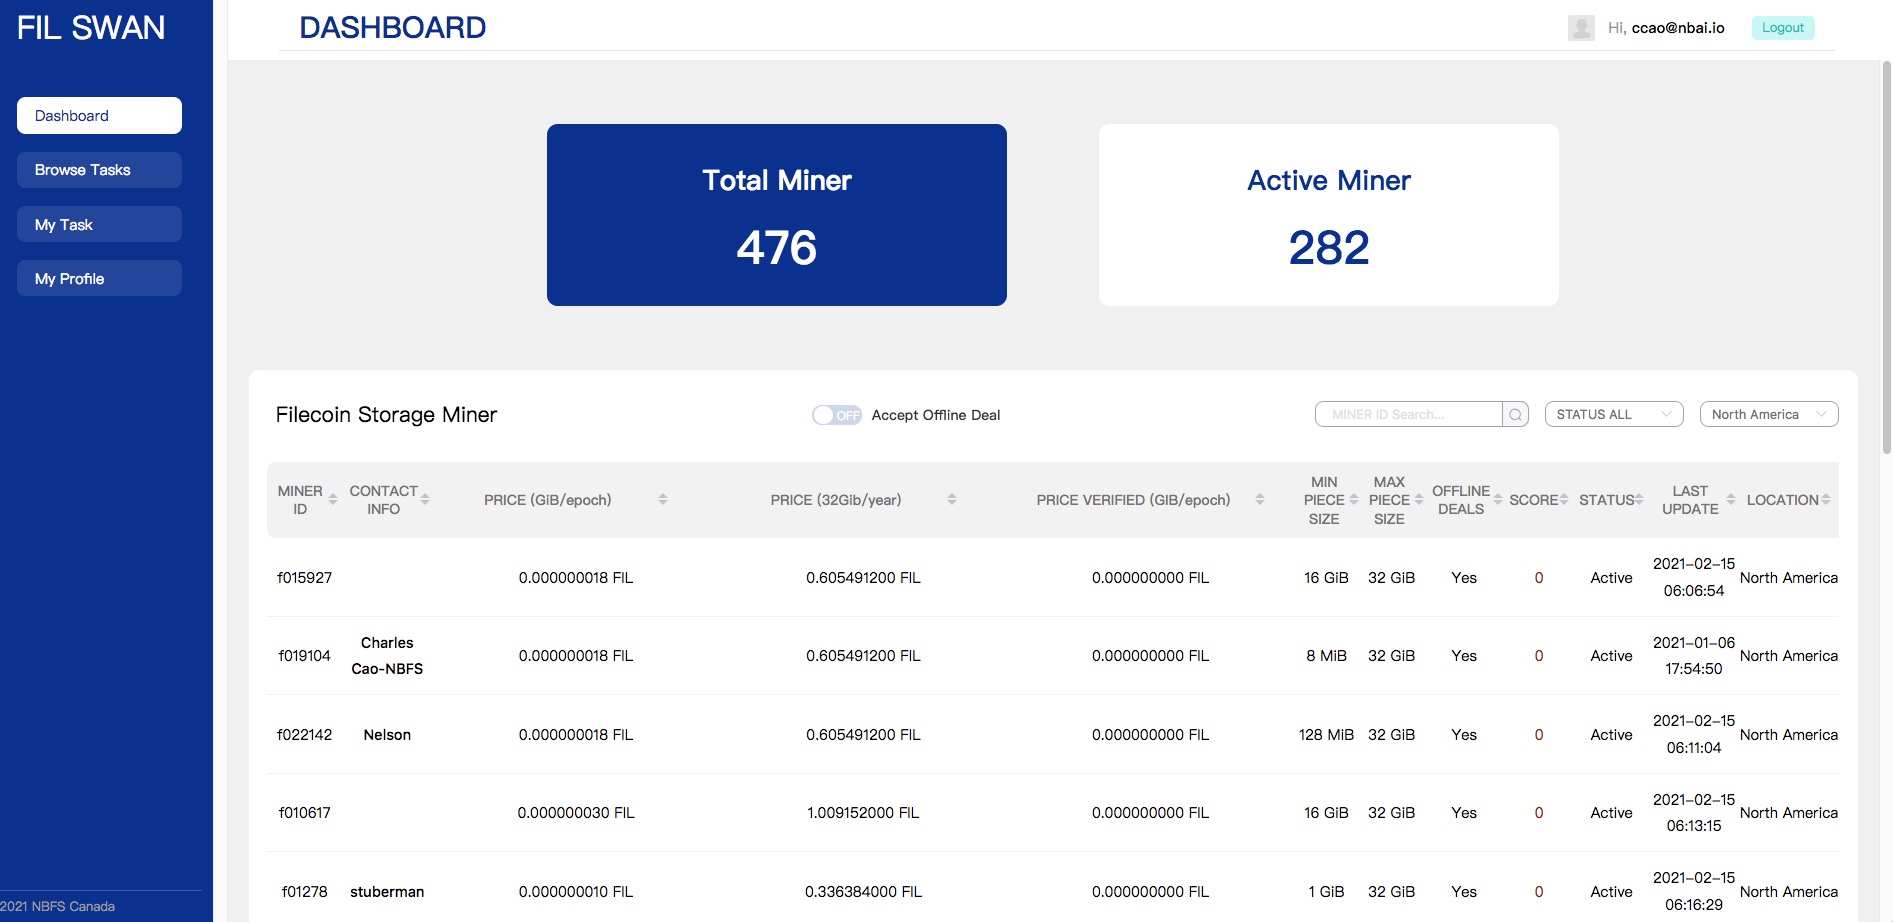 FIL SWAN
DASHBOARD
Hi, ccao@nbai.io
Logout
Dashboard
Browse Tasks
My Task
My Profile
2021 NBFS Canada
Total Miner
476
Active Miner
282
Filecoin Storage Miner
OFF
Accept Offline Deal
MINER ID Search...
STATUS ALL
North America
MINER ID
CONTACT INFO
PRICE (GiB/epoch)
PRICE (32Gib/year)
PRICE VERIFIED (GIB/epoch)
MIN PIECE SIZE
MAX PIECE SIZE
OFFLINE DEALS
SCORE
STATUS
LAST UPDATE
LOCATION
f015927 0.000000018 FIL 0.605491200 FIL 0.000000000 FIL 16 GiB 32 GiB Yes 0 Active 2021-02-15 06:06:54 North America
f019104 Charles Cao-NBFS 0.000000018 FIL 0.605491200 FIL 0.000000000 FIL 8 MiB 32 GiB Yes 0 Active 2021-01-06 17:54:50 North America
f022142 Nelson 0.000000018 FIL 0.605491200 FIL 0.000000000 FIL 128 MiB 32 GiB Yes 0 Active 2021-02-15 06:11:04 North America
f010617 0.000000030 FIL 1.009152000 FIL 0.000000000 FIL 16 GiB 32 GiB Yes 0 Active 2021-02-15 06:13:15 North America
f01278 stuberman 0.000000010 FIL 0.336384000 FIL 0.000000000 FIL 1 GiB 32 GiB Yes 0 Active 2021-02-15 06:16:29 North America